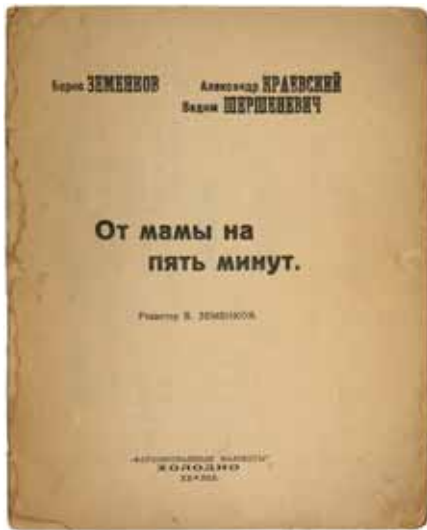 Борис ЗЕМЕНКОВ Александр КРАЕВСКИЙ
Вадим ШЕРШЕНЕВИЧ
От мамы на
пять минут.
Редактор Б. ЗЕМЕНКОВ
ХОЛОДНО